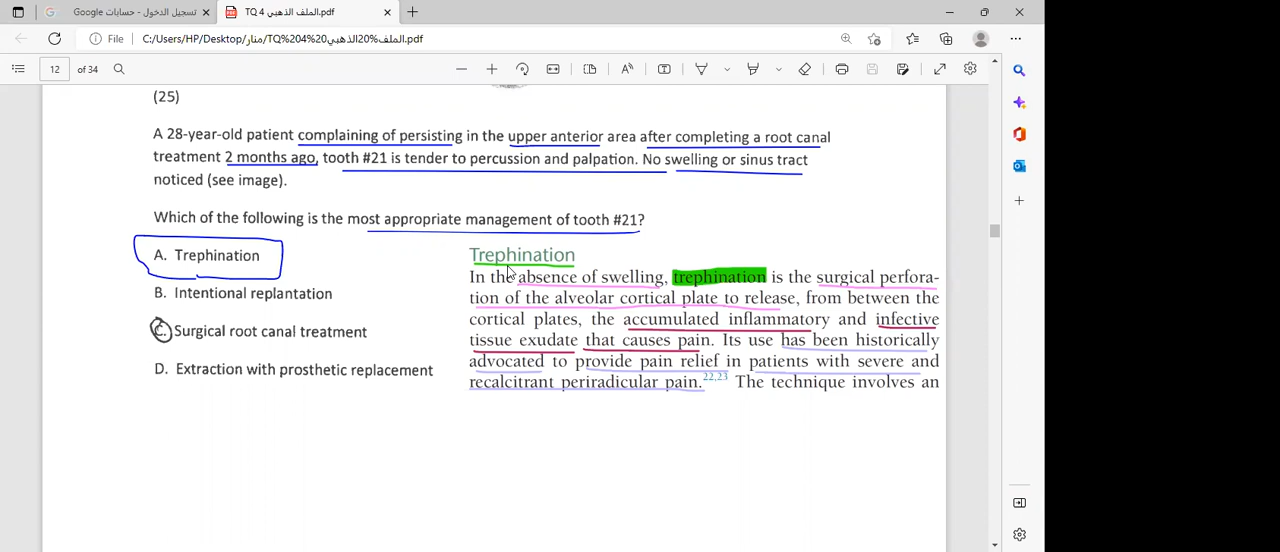 تسجيل الدخول - حسابات Google
TQ 4 الملف الذهبي.pdf
File
C:/Users/HP/Desktop/منار/TQ%204%20الملف%20الذهبي.pdf
12 of 34
(25)
A 28-year-old patient complaining of persisting in the upper anterior area after completing a root canal
treatment 2 months ago, tooth #21 is tender to percussion and palpation. No swelling or sinus tract
noticed (see image).
Which of the following is the most appropriate management of tooth #21?
A. Trephination
B. Intentional replantation
C. Surgical root canal treatment
D. Extraction with prosthetic replacement
Trephination
In the absence of swelling, trephination is the surgical perfora-
tion of the alveolar cortical plate to release, from between the
cortical plates, the accumulated inflammatory and infective
tissue exudate that causes pain. Its use has been historically
advocated to provide pain relief in patients with severe and
recalcitrant periradicular pain.22,23 The technique involves an